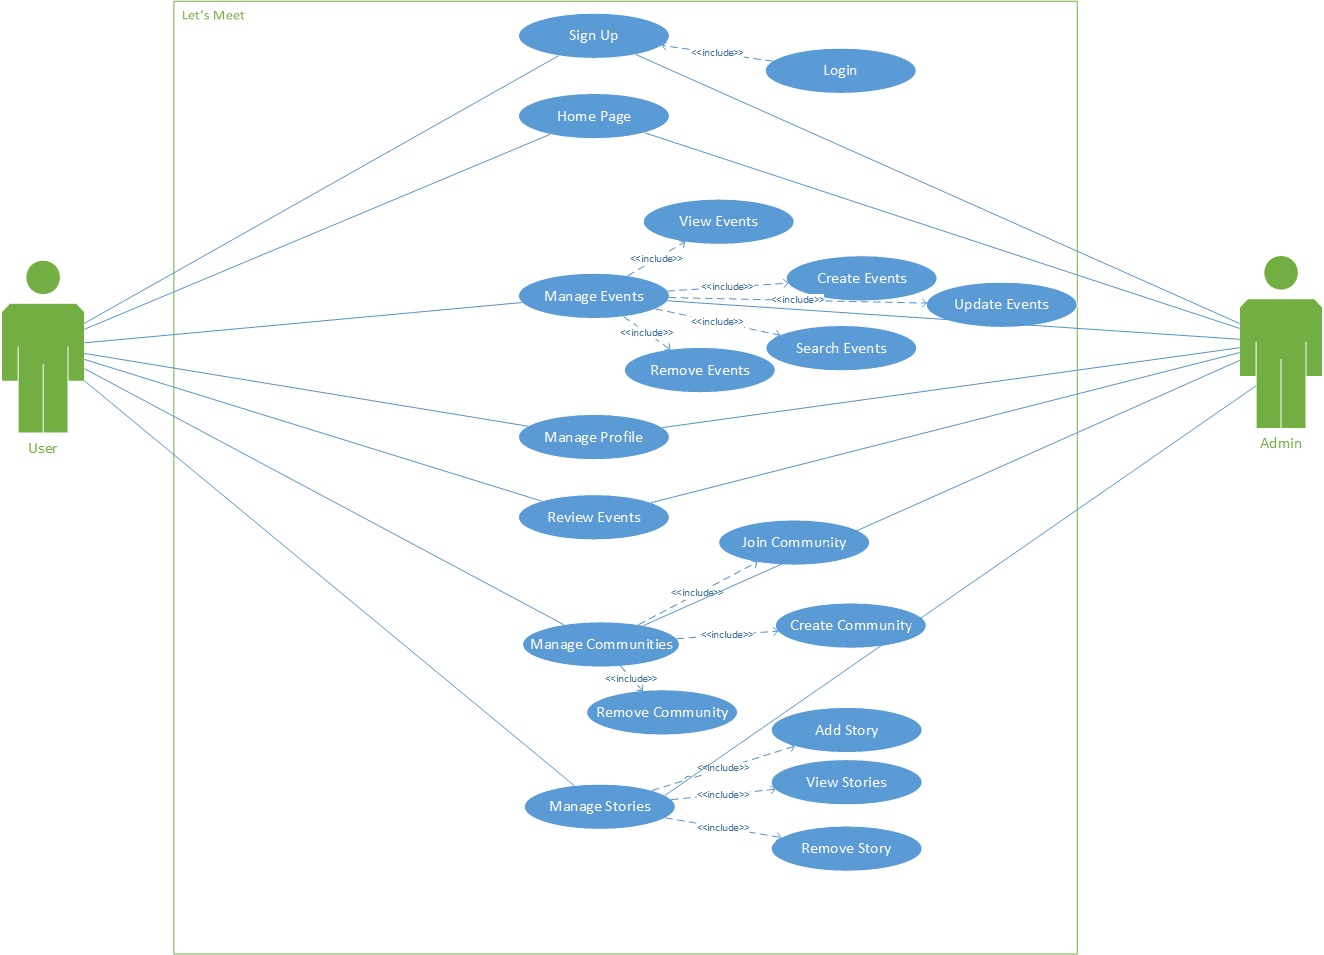 Let's Meet
Sign Up
<<include>>
Login
Home Page
View Events
<<include>>
Create Events
<<include>>
Manage Events
<<include>>
Update Events
<<include>>
<<include>>
Search Events
Remove Events
User
Admin
Manage Profile
Review Events
Join Community
<<include>>
Create Community
<<include>>
Manage Communities
<<include>>
Remove Community
Add Story
<<include>>
View Stories
<<include>>
Manage Stories
<<include>>
Remove Story